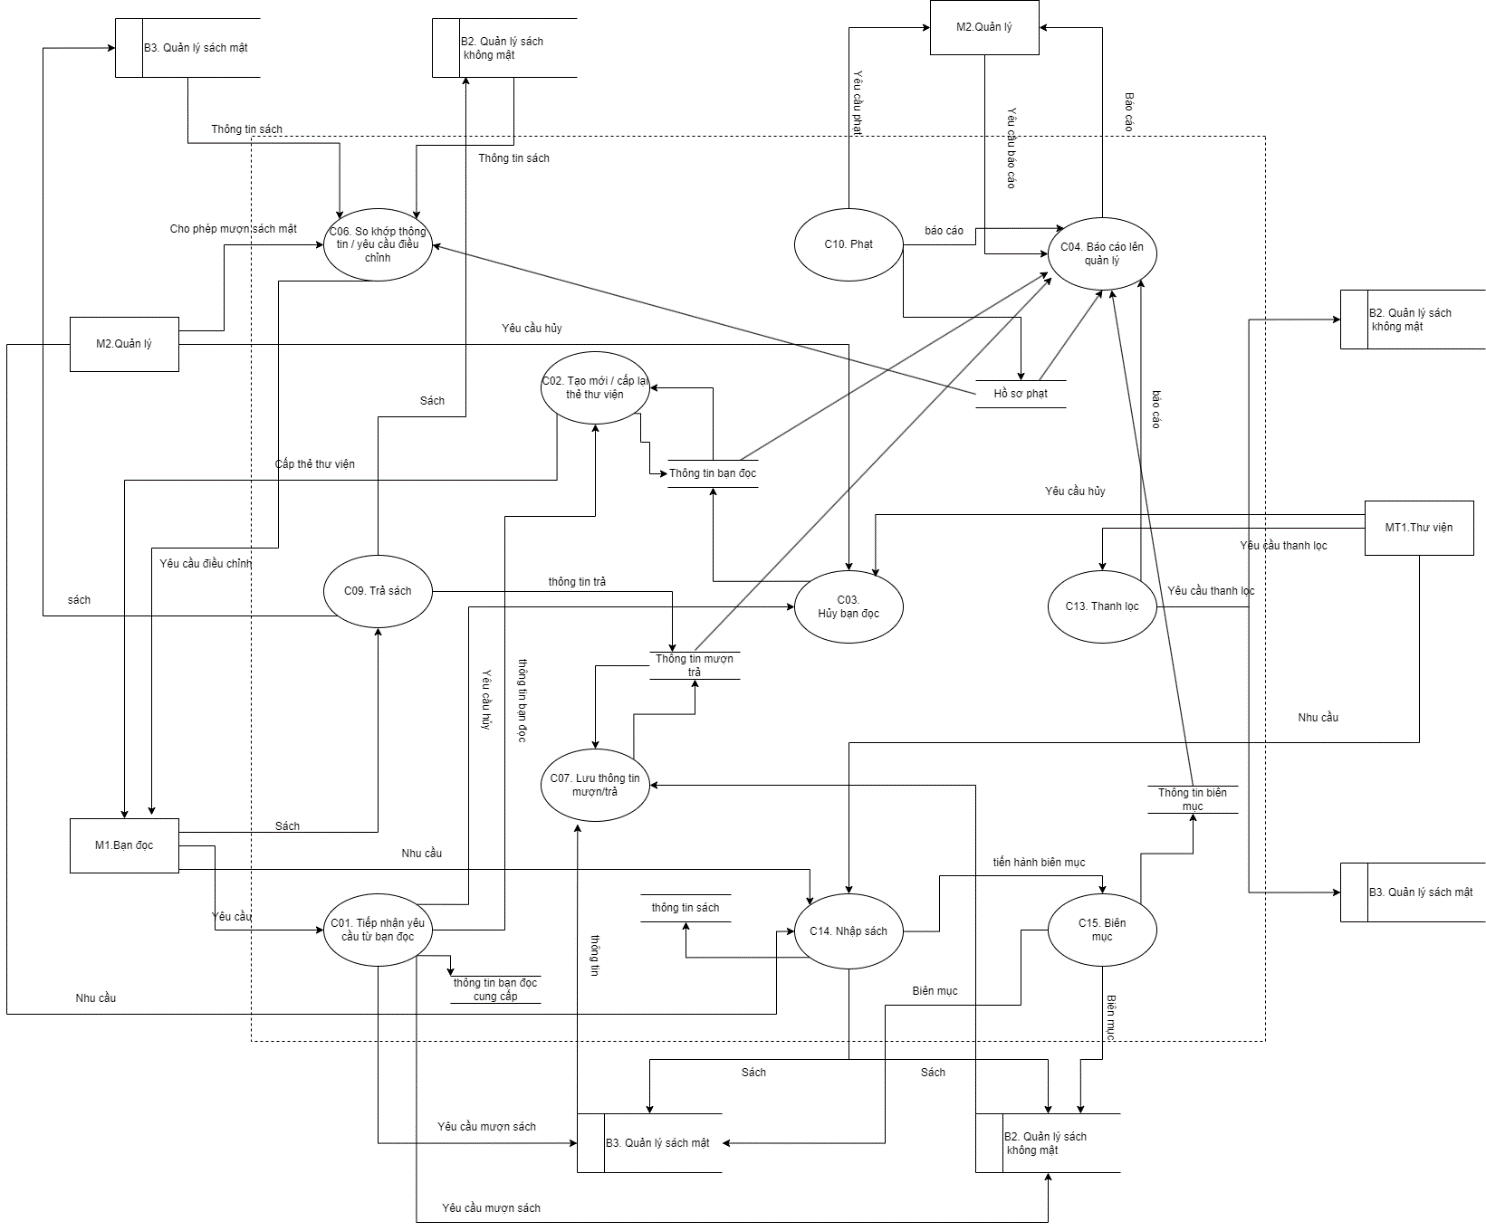 M2.Quản lý
B3. Quản lý sách mật
B2. Quản lý sách
không mật
Yêu cầu phạt
Yêu cầu báo cáo
Báo cáo
Thông tin sách
Thông tin sách
Cho phép mượn sách mật
C06. So khớp thông
tin / yêu cầu điều
chỉnh
C10. Phạt
báo cáo
C04. Báo cáo lên
quản lý
M2.Quản lý
Yêu cầu hủy
B2. Quản lý sách
không mật
C02. Tạo mới / cấp lại
thẻ thư viện
Hồ sơ phạt
Sách
báo cáo
Cấp thẻ thư viện
Thông tin bạn đọc
Yêu cầu hủy
MT1.Thư viện
Yêu cầu thanh lọc
Yêu cầu điều chỉnh
sách
C09. Trả sách
thông tin trả
C03.
Hủy bạn đọc
C13. Thanh lọc
Yêu cầu thanh lọc
Thông tin mượn
trả
Yêu cầu hủy
thông tin bạn đọc
Nhu cầu
C07. Lưu thông tin
mượn/trả
Thông tin biên
mục
Sách
M1.Bạn đọc
Nhu cầu
tiến hành biên mục
B3. Quản lý sách mật
Yêu cầu
C01. Tiếp nhận yêu
cầu từ bạn đọc
thông tin sách
C14. Nhập sách
C15. Biên
mục
thông tin
thông tin bạn đọc
cung cấp
Nhu cầu
Biên mục
Biên mục
Sách
Sách
Yêu cầu mượn sách
B3. Quản lý sách mật
B2. Quản lý sách
không mật
Yêu cầu mượn sách